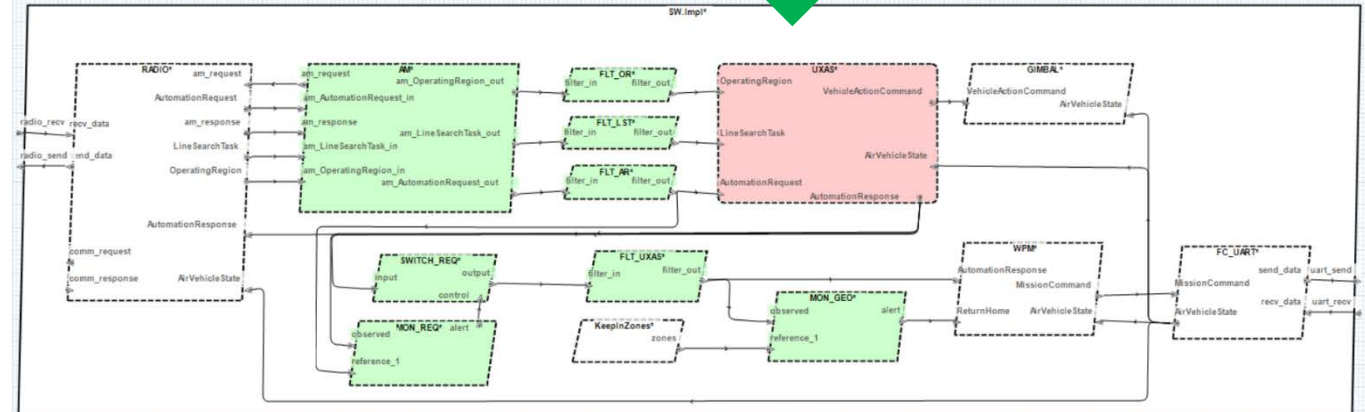 SW.Impl*
RADIO*
am_request
AutomationRequest
am_response
LineSearchTask
OperatingRegion
AutomationResponse
AirVehicleState
radio_recv
recv_data
radio_send
send_data
comm_request
comm_response
AM*
am_request
am_OperatingRegion_out
am_AutomationRequest_in
am_response
am_LineSearchTask_out
am_LineSearchTask_in
am_OperatingRegion_in
am_AutomationRequest_out
FLT_OR*
filter_in
filter_out
FLT_LST*
filter_in
filter_out
FLT_AR*
filter_in
filter_out
UXAS*
OperatingRegion
VehicleActionCommand
LineSearchTask
AirVehicleState
AutomationRequest
AutomationResponse
GIMBAL*
VehicleActionCommand
AirVehicleState
SWITCH_REQ*
input
output
control
MON_REQ*
alert
observed
reference_1
FLT_UXAS*
filter_in
filter_out
KeepInZones*
zones
MON_GEO*
observed
alert
reference_1
WPM*
AutomationResponse
MissionCommand
ReturnHome
AirVehicleState
FC_UART*
send_data
uart_send
MissionCommand
recv_data
uart_recv
AirVehicleState